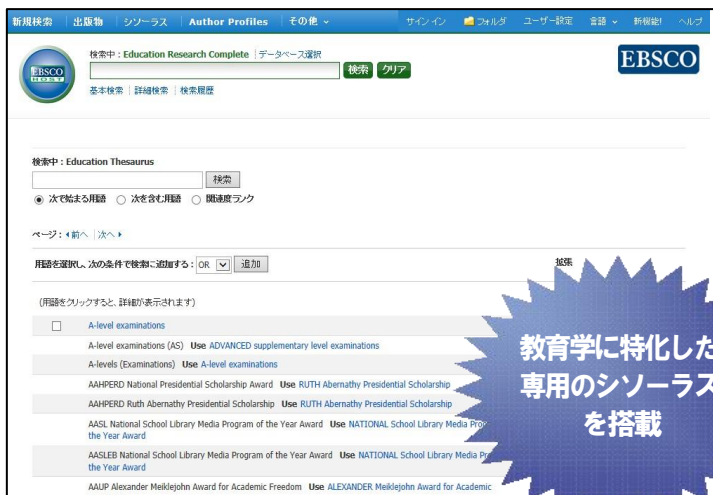 新規検索 出版物 シソーラス Author Profiles その他 サインイン フォルダ ユーザー設定 言語 新機能! ヘルプ
検索中 : Education Research Complete データベース選択
EBSCO HOST
検索 クリア
EBSCO
基本検索 詳細検索 検索履歴
検索中 : Education Thesaurus
検索
次で始まる用語 次を含む用語 関連度ランク
ページ: 前へ 次へ
用語を選択し、次の条件で検索に追加する : OR 追加
拡張
(用語をクリックすると、詳細が表示されます)
A-level examinations
A-level examinations (AS) Use ADVANCED supplementary level examinations
A-levels (Examinations) Use A-level examinations
AAHPERD National Presidential Scholarship Award Use RUTH Abernathy Presidential Scholarship
AAHPERD Ruth Abernathy Presidential Scholarship Use RUTH Abernathy Presidential Scholarship
AASL National School Library Media Program of the Year Award Use NATIONAL School Library Media
the Year Award
AASLEB National School Library Media Program of the Year Award Use NATIONAL School Library Media
the Year Award
AAUP Alexander Meiklejohn Award for Academic Freedom Use ALEXANDER Meiklejohn Award for Academic
教育学に特化した
専用のシソーラス
を搭載